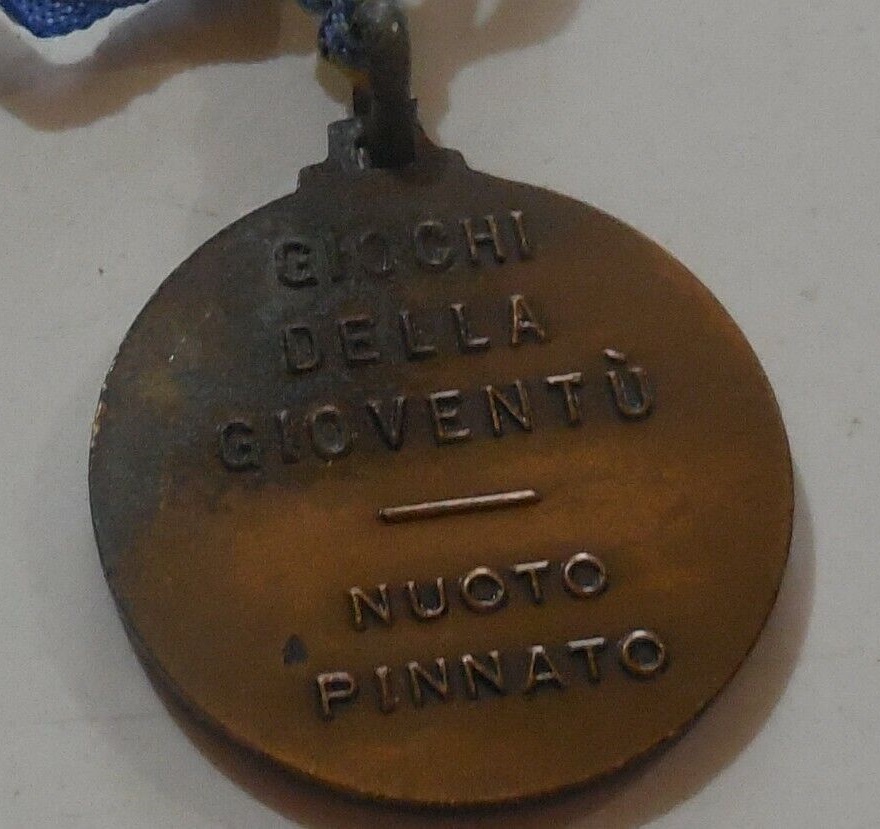 GIOCHI
DELLA
GIOVENTÙ
NUOTO
PINNATO